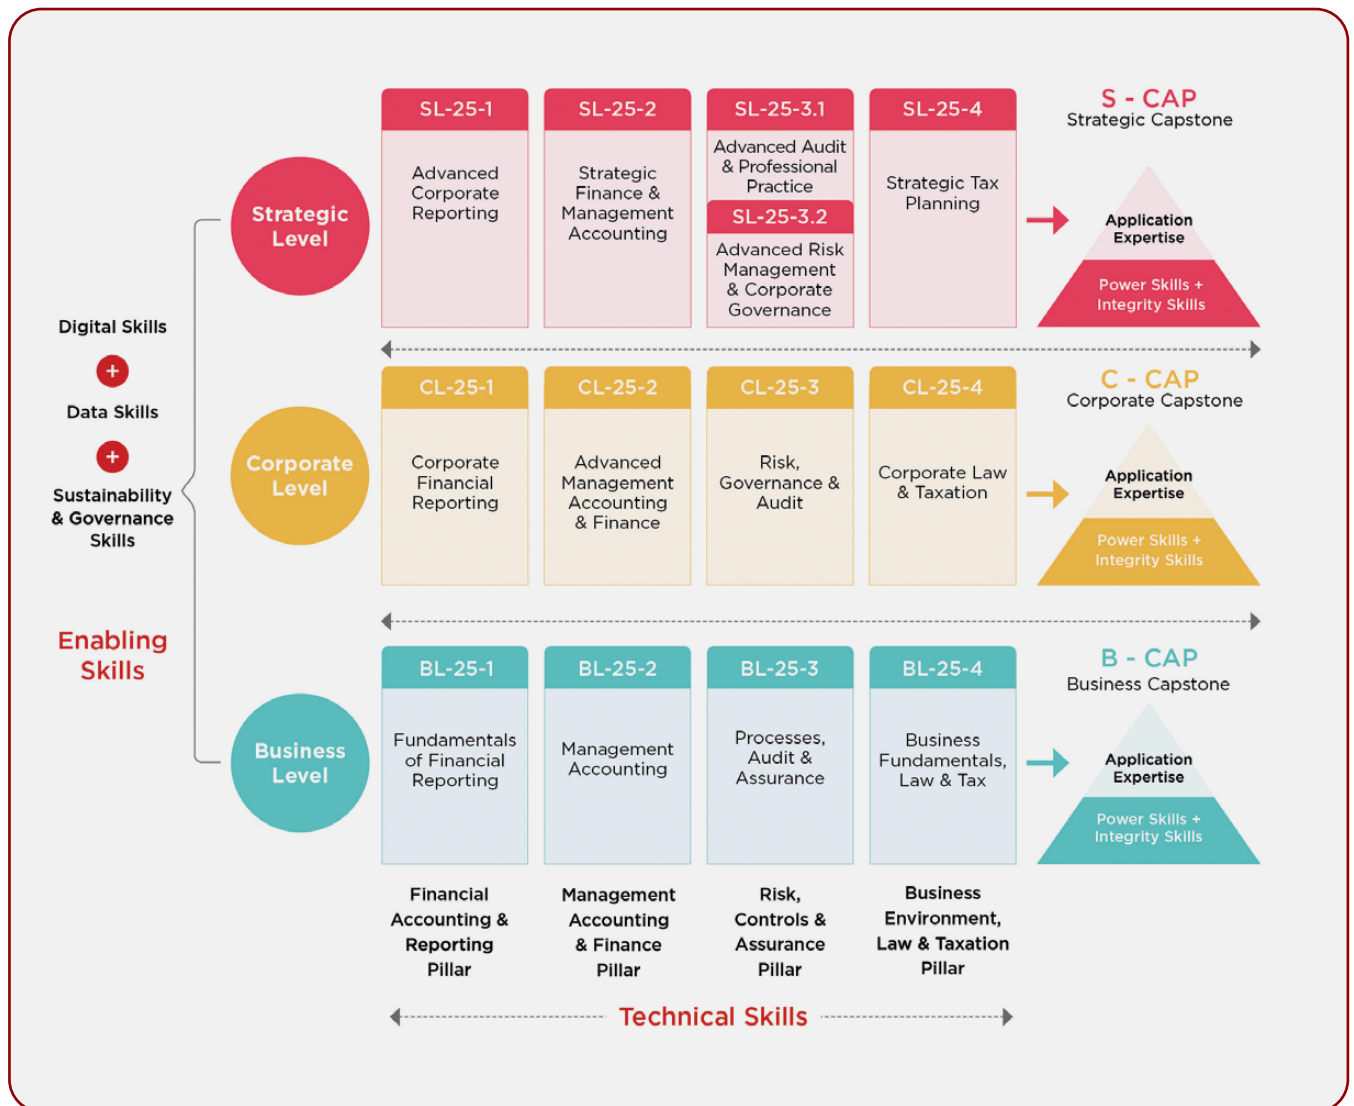 SL-25-1
Advanced
Corporate
Reporting
SL-25-2
Strategic
Finance &
Management
Accounting
SL-25-3.1
Advanced Audit
& Professional
Practice
SL-25-3.2
Advanced Risk
Management
& Corporate
Governance
SL-25-4
Strategic Tax
Planning
S - CAP
Strategic Capstone
Application
Expertise
Power Skills +
Integrity Skills
Strategic
Level
Digital Skills
+
Data Skills
+
Sustainability
& Governance
Skills
Enabling
Skills
Corporate
Level
CL-25-1
Corporate
Financial
Reporting
CL-25-2
Advanced
Management
Accounting
& Finance
CL-25-3
Risk,
Governance &
Audit
CL-25-4
Corporate Law
& Taxation
C - CAP
Corporate Capstone
Application
Expertise
Power Skills +
Integrity Skills
Business
Level
BL-25-1
Fundamentals
of Financial
Reporting
BL-25-2
Management
Accounting
BL-25-3
Processes,
Audit &
Assurance
BL-25-4
Business
Fundamentals,
Law & Tax
B - CAP
Business Capstone
Application
Expertise
Power Skills +
Integrity Skills
Financial
Accounting &
Reporting
Pillar
Management
Accounting
& Finance
Pillar
Risk,
Controls &
Assurance
Pillar
Business
Environment,
Law & Taxation
Pillar
Technical Skills